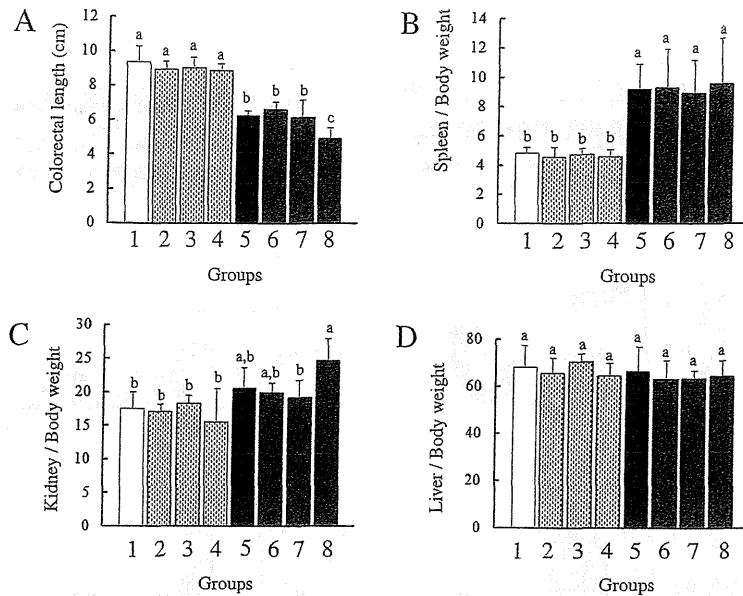 A
Colorectal length (cm)
12
10
8
6
4
2
0
a a a a b b b c
1 2 3 4 5 6 7 8
Groups
B
Spleen / Body weight
14
12
10
8
6
4
2
0
b b b b a a a a
1 2 3 4 5 6 7 8
Groups
C
Kidney / Body weight
30
25
20
15
10
5
0
b b b b a,b a,b b a
1 2 3 4 5 6 7 8
Groups
D
Liver / Body weight
80
60
40
20
0
a a a a a a a a
1 2 3 4 5 6 7 8
Groups